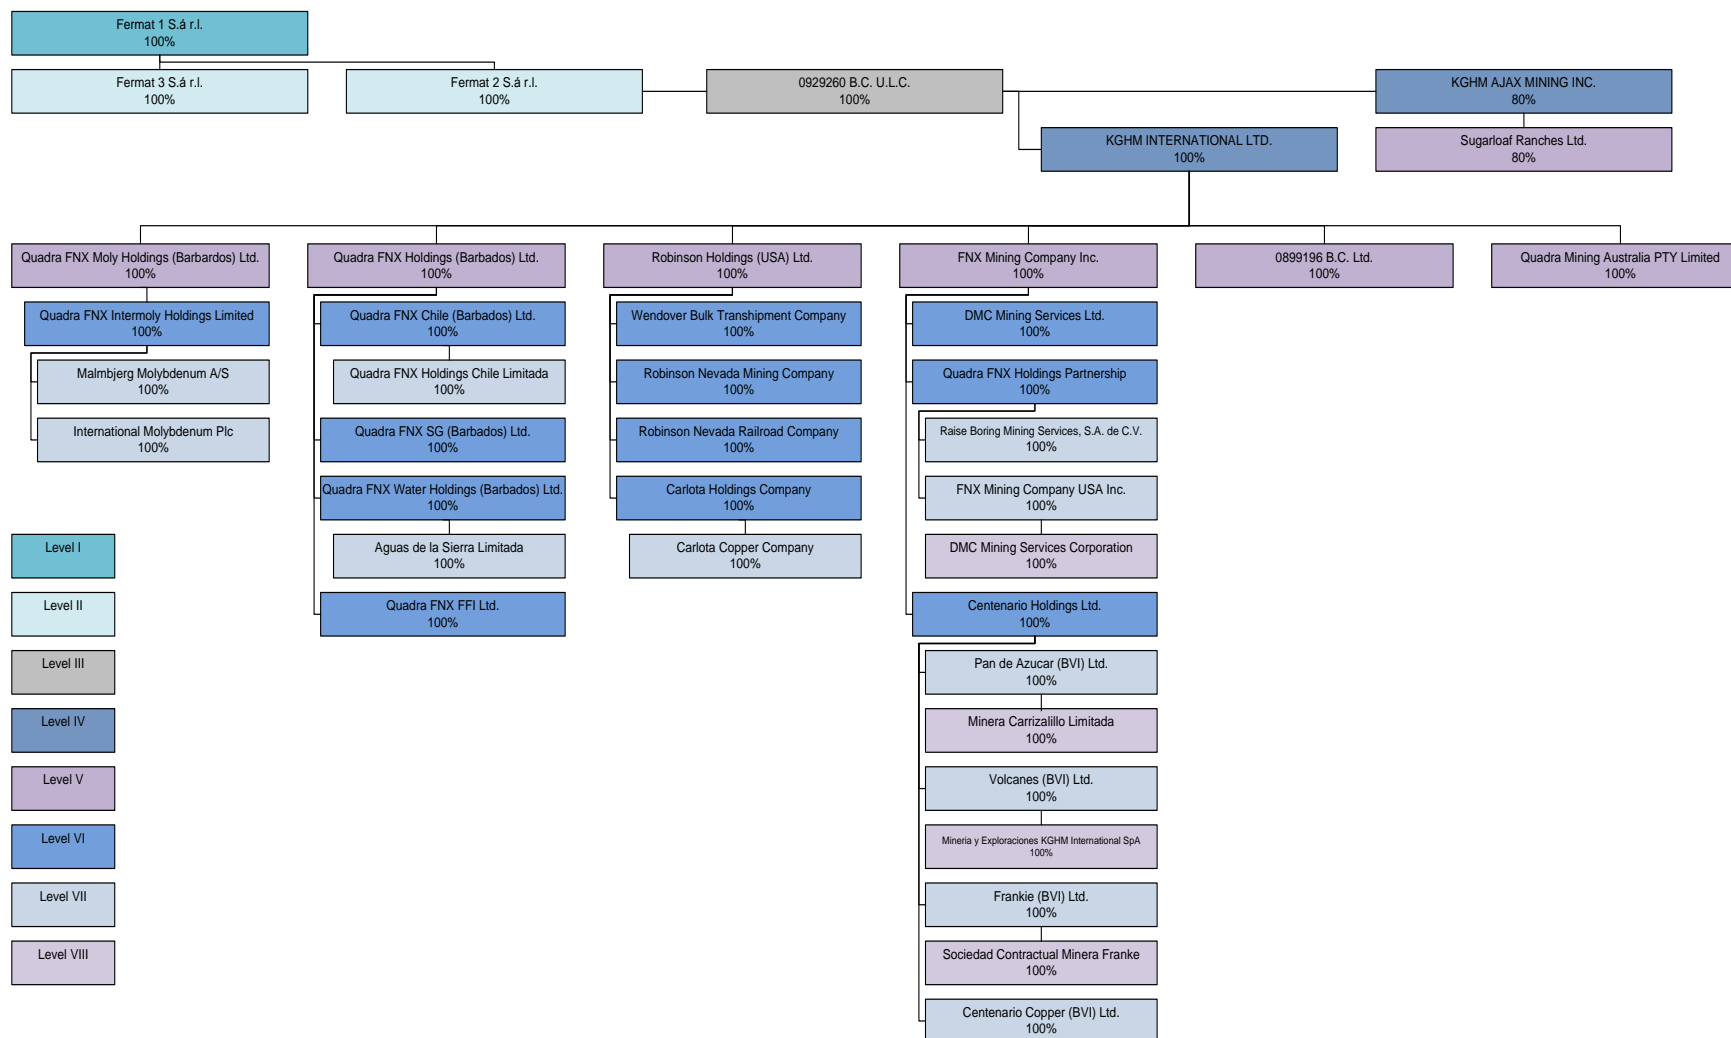 Fermat 1 S.á r.l.
100%
Fermat 3 S.á r.l.
100%
Fermat 2 S.á r.l.
100%
0929260 B.C. U.L.C.
100%
KGHM AJAX MINING INC.
80%
KGHM INTERNATIONAL LTD.
100%
Sugarloaf Ranches Ltd.
80%
Quadra FNX Moly Holdings (Barbardos) Ltd.
100%
Quadra FNX Intermoly Holdings Limited
100%
Malmbjerg Molybdenum A/S
100%
International Molybdenum Plc
100%
Quadra FNX Holdings (Barbados) Ltd.
100%
Quadra FNX Chile (Barbados) Ltd.
100%
Quadra FNX Holdings Chile Limitada
100%
Quadra FNX SG (Barbados) Ltd.
100%
Quadra FNX Water Holdings (Barbados) Ltd.
100%
Aguas de la Sierra Limitada
100%
Quadra FNX FFI Ltd.
100%
Robinson Holdings (USA) Ltd.
100%
Wendover Bulk Transhipment Company
100%
Robinson Nevada Mining Company
100%
Robinson Nevada Railroad Company
100%
Carlota Holdings Company
100%
Carlota Copper Company
100%
FNX Mining Company Inc.
100%
DMC Mining Services Ltd.
100%
Quadra FNX Holdings Partnership
100%
Raise Boring Mining Services, S.A. de C.V.
100%
FNX Mining Company USA Inc.
100%
DMC Mining Services Corporation
100%
Centenario Holdings Ltd.
100%
Pan de Azucar (BVI) Ltd.
100%
Minera Carrizalillo Limitada
100%
Volcanes (BVI) Ltd.
100%
Mineria y Exploraciones KGHM International SpA
100%
Frankie (BVI) Ltd.
100%
Sociedad Contractual Minera Franke
100%
Centenario Copper (BVI) Ltd.
100%
0899196 B.C. Ltd.
100%
Quadra Mining Australia PTY Limited
100%
Level I
Level II
Level III
Level IV
Level V
Level VI
Level VII
Level VIII